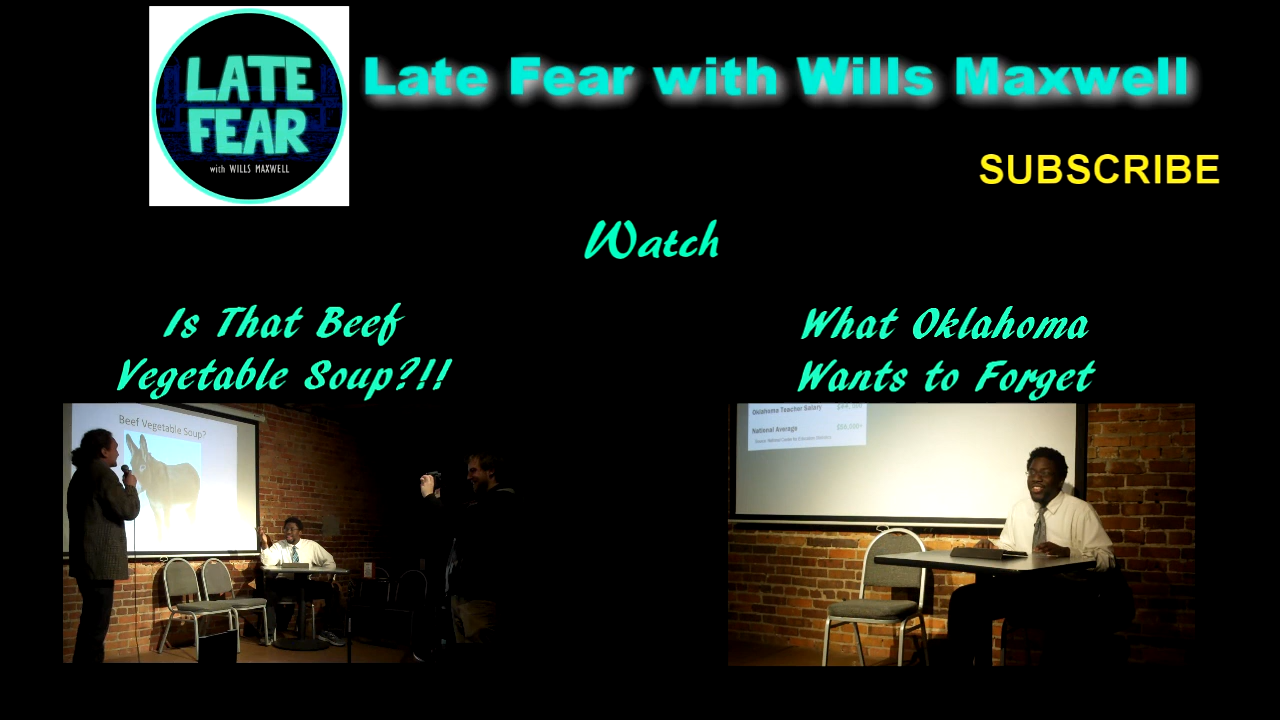 LATE
FEAR
with WILLS MAXWELL
Late Fear with Wills Maxwell
SUBSCRIBE
Watch
Is That Beef
Vegetable Soup?!!
What Oklahoma
Wants to Forget
Beef Vegetable Soup?
Oklahoma Teacher Salary
National Average